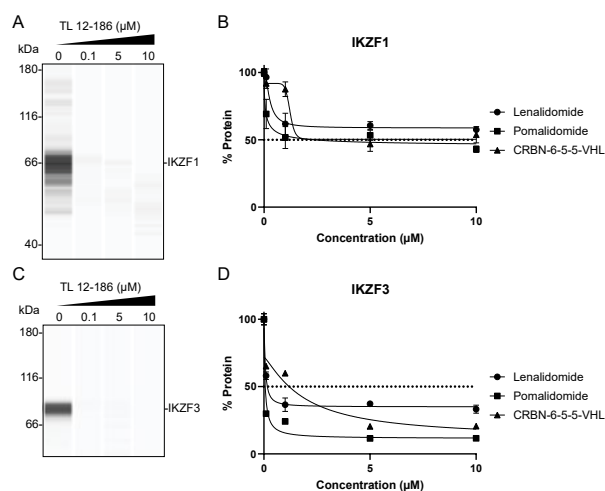 A
TL 12-186 (µM)
kDa 0 0.1 5 10
180
116
66
40
IKZF1
B
IKZF1
% Protein
100
50
0
0 5 10
Concentration (µM)
Lenalidomide
Pomalidomide
CRBN-6-5-5-VHL
C
TL 12-186 (µM)
kDa 0 0.1 5 10
180
116
66
IKZF3
D
IKZF3
% Protein
100
50
0
0 5 10
Concentration (µM)
Lenalidomide
Pomalidomide
CRBN-6-5-5-VHL